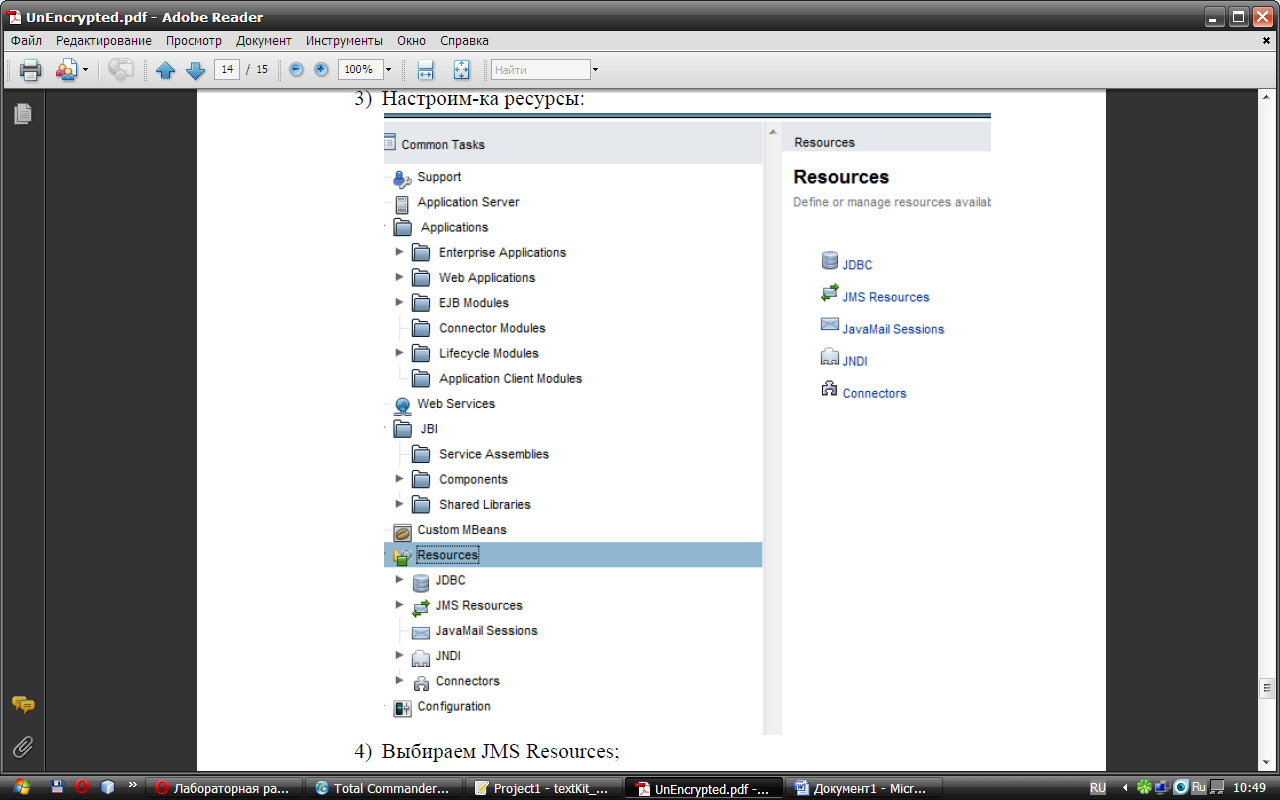 UnEncrypted.pdf - Adobe Reader
Файл Редактирование Просмотр Документ Инструменты Окно Справка
14 / 15 100% Найти
3) Настроим-ка ресурсы:
Common Tasks
Support
Application Server
Applications
Enterprise Applications
Web Applications
EJB Modules
Connector Modules
Lifecycle Modules
Application Client Modules
Web Services
JBI
Service Assemblies
Components
Shared Libraries
Custom MBeans
Resources
JDBC
JMS Resources
JavaMail Sessions
JNDI
Connectors
Configuration
Resources
Resources
Define or manage resources availab
JDBC
JMS Resources
JavaMail Sessions
JNDI
Connectors
4) Выбираем JMS Resources;
Лабораторная ра... Total Commander... Project1 - textKit_... UnEncrypted.pdf -... Документ1 - Micr... RU Ru 10:49